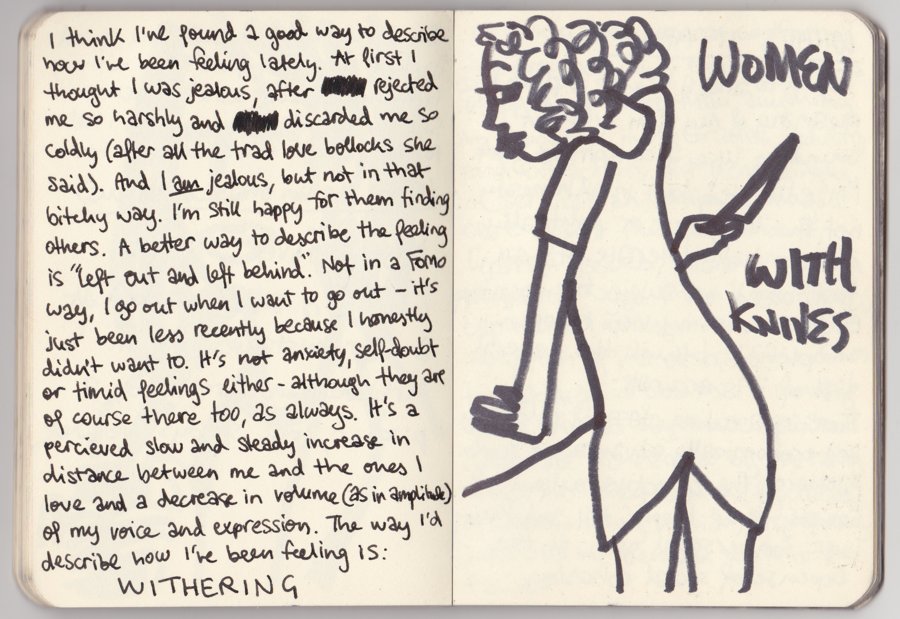 I think I've found a good way to describe
how I've been feeling lately. At first I
thought I was jealous, after rejected
me so harshly and discarded me so
coldly (after all the trad love bollocks she
said). And I am jealous, but not in that
bitchy way. I'm still happy for them finding
others. A better way to describe the feeling
is "left out and left behind". Not in a Fomo
way, I go out when I want to go out - it's
just been less recently because I honestly
didn't want to. It's not anxiety, self-doubt
or timid feelings either - although they are
of course there too, as always. It's a
percieved slow and steady increase in
distance between me and the ones I
love and a decrease in volume (as in amplitude)
of my voice and expression. The way I'd
describe how I've been feeling is:
WITHERING
WOMEN
WITH
KNIVES